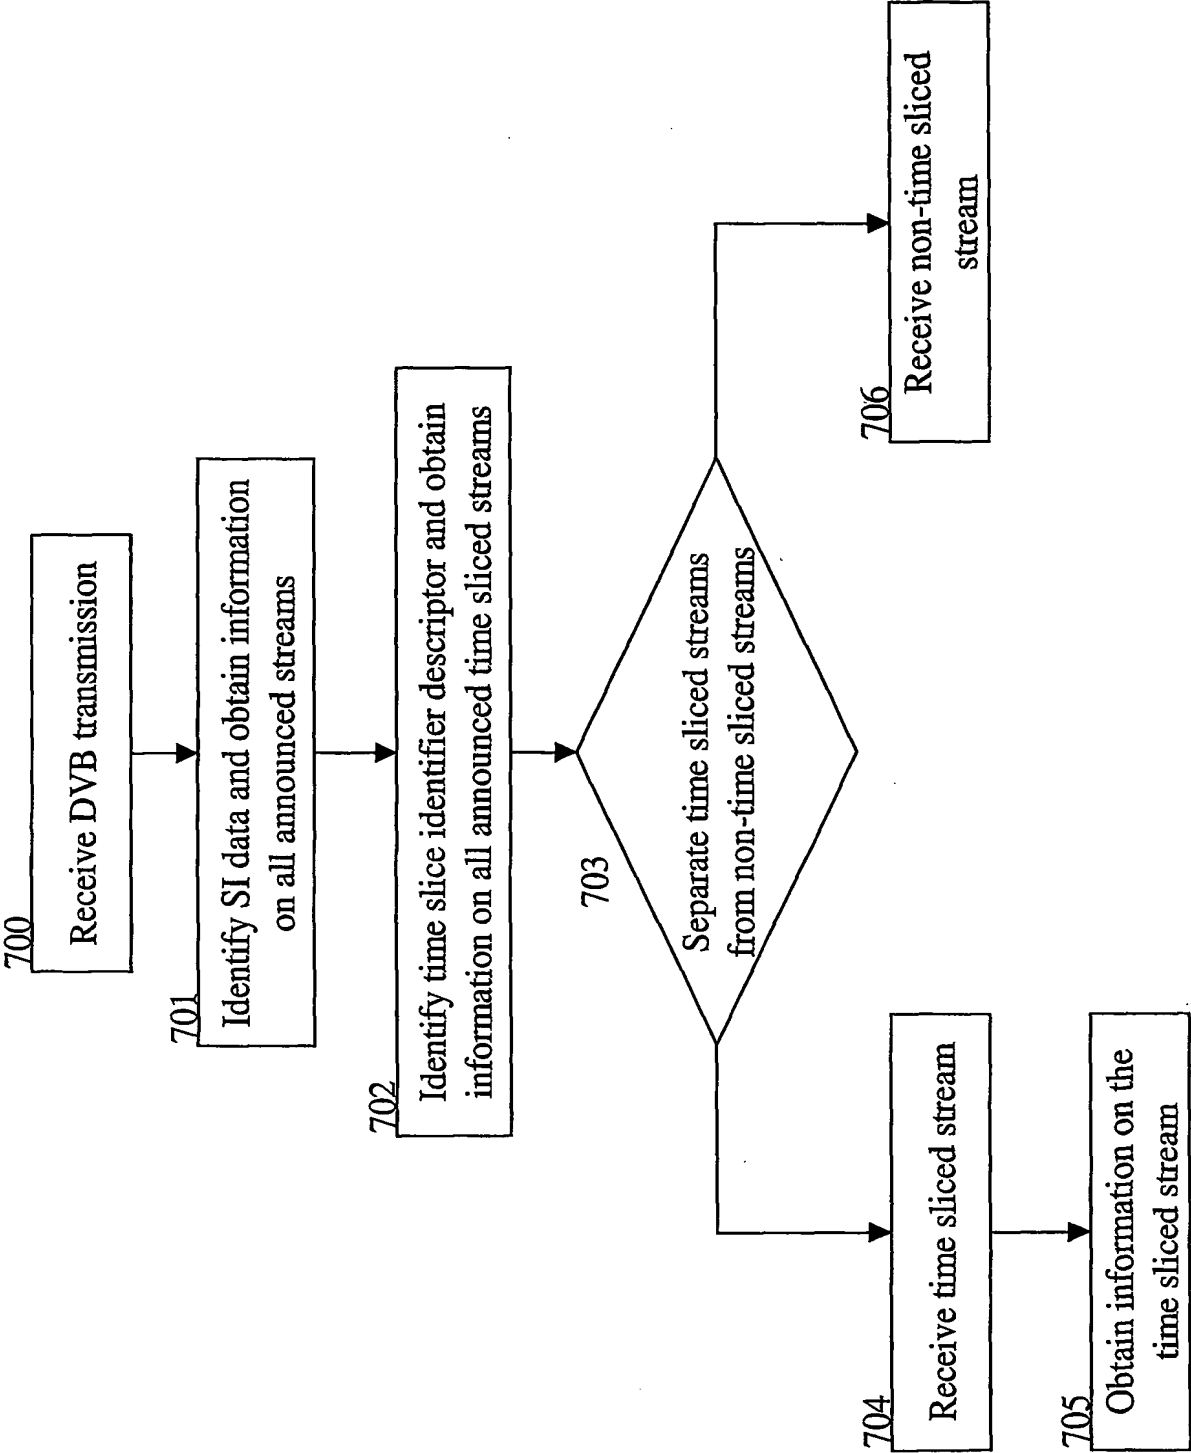 700
Receive DVB transmission
701
Identify SI data and obtain information
on all announced streams
702
Identify time slice identifier descriptor and obtain
information on all announced time sliced streams
703
Separate time sliced streams
from non-time sliced streams
704
Receive time sliced stream
705
Obtain information on the
time sliced stream
706
Receive non-time sliced
stream